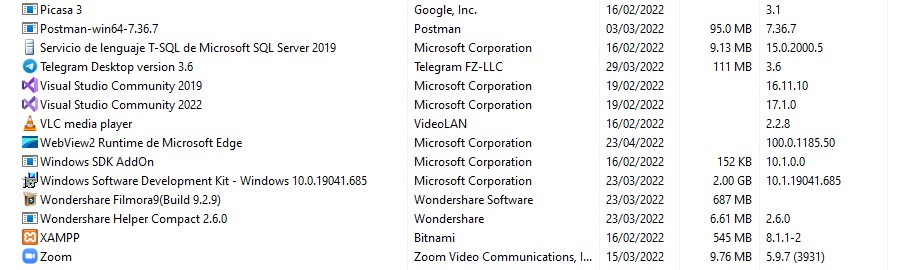 Picasa 3 Google, Inc. 16/02/2022 3.1
Postman-win64-7.36.7 Postman 03/03/2022 95.0 MB 7.36.7
Servicio de lenguaje T-SQL de Microsoft SQL Server 2019 Microsoft Corporation 16/02/2022 9.13 MB 15.0.2000.5
Telegram Desktop version 3.6 Telegram FZ-LLC 29/03/2022 111 MB 3.6
Visual Studio Community 2019 Microsoft Corporation 19/02/2022 16.11.10
Visual Studio Community 2022 Microsoft Corporation 19/02/2022 17.1.0
VLC media player VideoLAN 16/02/2022 2.2.8
WebView2 Runtime de Microsoft Edge Microsoft Corporation 23/04/2022 100.0.1185.50
Windows SDK AddOn Microsoft Corporation 16/02/2022 152 KB 10.1.0.0
Windows Software Development Kit - Windows 10.0.19041.685 Microsoft Corporation 23/03/2022 2.00 GB 10.1.19041.685
Wondershare Filmora9(Build 9.2.9) Wondershare Software 23/03/2022 687 MB
Wondershare Helper Compact 2.6.0 Wondershare 23/03/2022 6.61 MB 2.6.0
XAMPP Bitnami 16/02/2022 545 MB 8.1.1-2
Zoom Zoom Video Communications, I... 15/03/2022 9.76 MB 5.9.7 (3931)